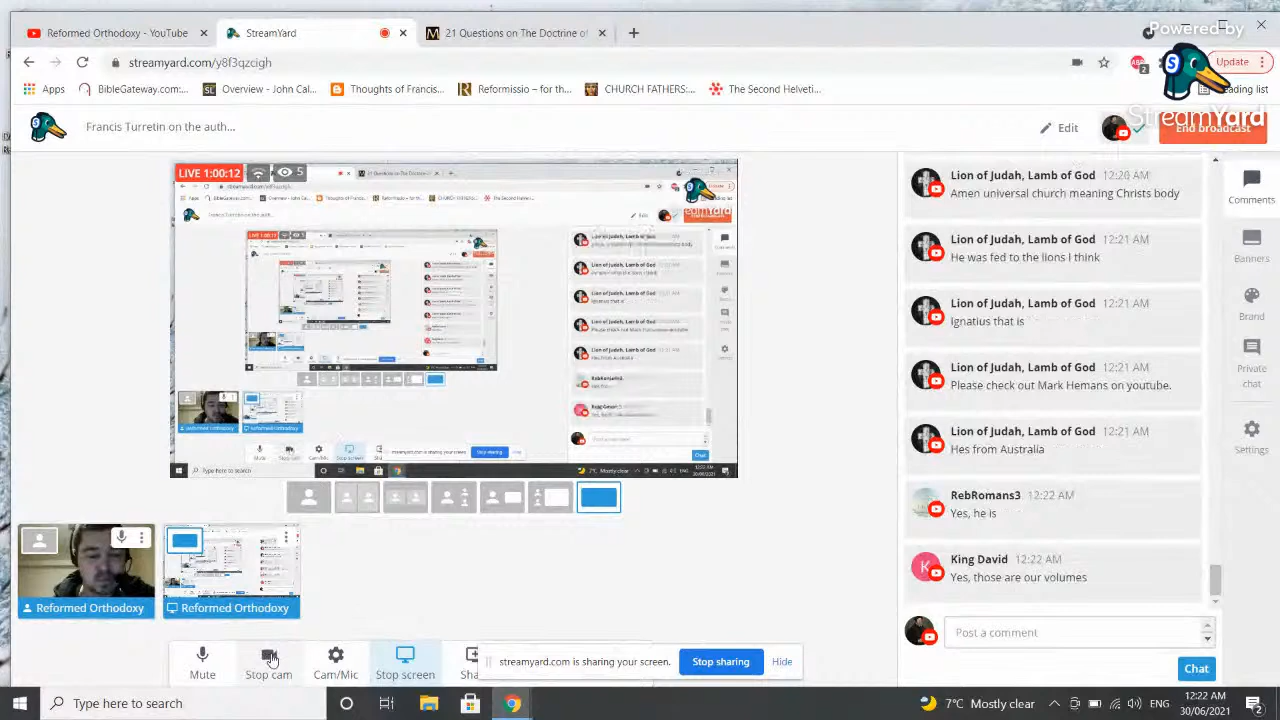 Powered by
StreamYard
Reformed Orthodoxy - YouTube
StreamYard
21 Questions on the Doctrine of
streamyard.com/y8f3qzcigh
2
Update
Apps
BibleGateway.com:...
Overview - John Cal...
Thoughts of Francis...
Reformed – for th...
CHURCH FATHERS:...
The Second Helveti...
Reading list
Francis Turretin on the auth...
Edit
End broadcast
LIVE 1:00:12
5
Lion of Judah, Lamb of God 12:20 AM
As universal church meaning Christs body
Lion of Judah, Lamb of God 12:21 AM
He was fed to the lions I think
Lion of Judah, Lamb of God 12:21 AM
Ignatius that is
Lion of Judah, Lamb of God 12:21 AM
Please check out Mark Hemans on youtube.
Lion of Judah, Lamb of God 12:21 AM
Hes from Australia
RebRomans3 12:22 AM
Yes, he is
King David 12:22 AM
Yes, those are our volumes
Post a comment
Chat
Comments
Banners
Brand
Private
chat
Settings
Reformed Orthodoxy
Reformed Orthodoxy
Mute
Stop cam
Cam/Mic
Stop screen
Sha
streamyard.com is sharing your screen.
Stop sharing
Hide
Type here to search
7°C Mostly clear
ENG
12:22 AM
30/06/2021
2